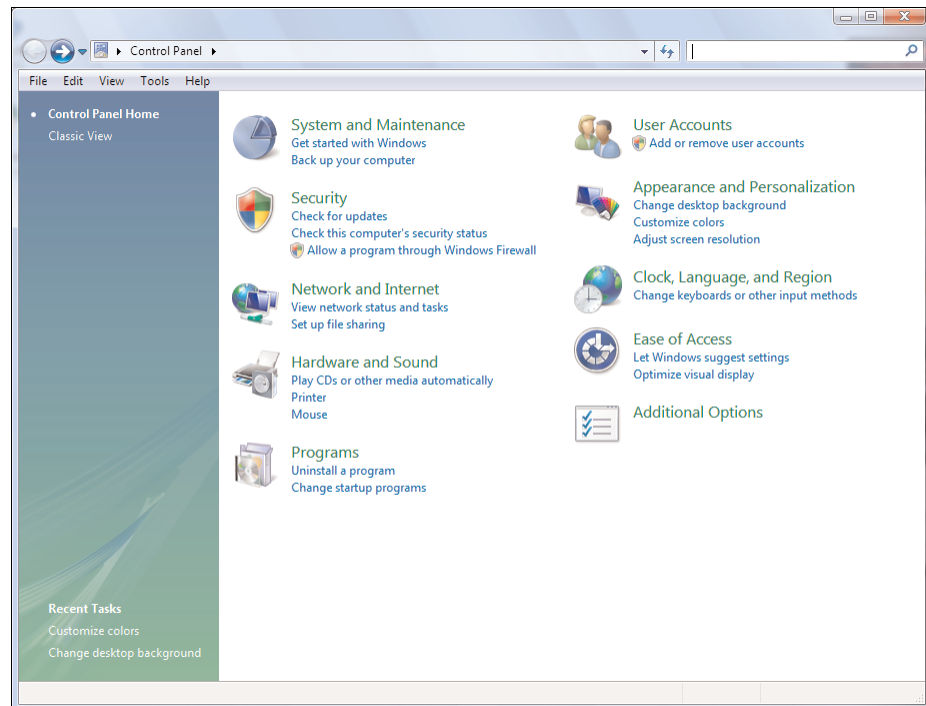 Control Panel
File Edit View Tools Help
Control Panel Home
Classic View
System and Maintenance
Get started with Windows
Back up your computer
Security
Check for updates
Check this computer's security status
Allow a program through Windows Firewall
Network and Internet
View network status and tasks
Set up file sharing
Hardware and Sound
Play CDs or other media automatically
Printer
Mouse
Programs
Uninstall a program
Change startup programs
User Accounts
Add or remove user accounts
Appearance and Personalization
Change desktop background
Customize colors
Adjust screen resolution
Clock, Language, and Region
Change keyboards or other input methods
Ease of Access
Let Windows suggest settings
Optimize visual display
Additional Options
Recent Tasks
Customize colors
Change desktop background